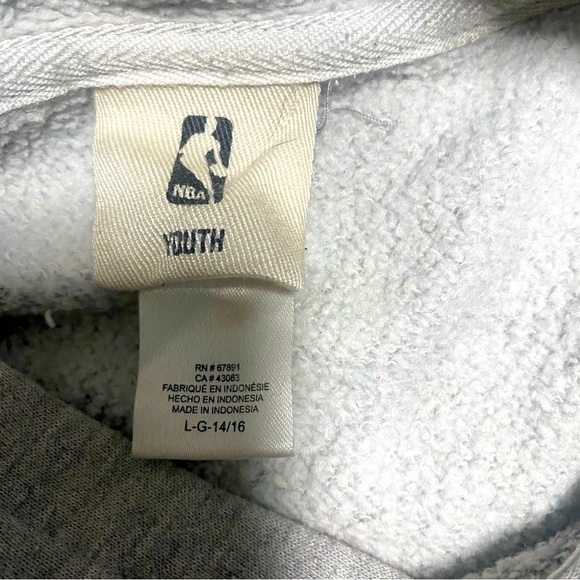 NBA
YOUTH
RN # 67891
CA # 43083
FABRIQUÉ EN INDONÉSIE
HECHO EN INDONESIA
MADE IN INDONESIA
L-G-14/16